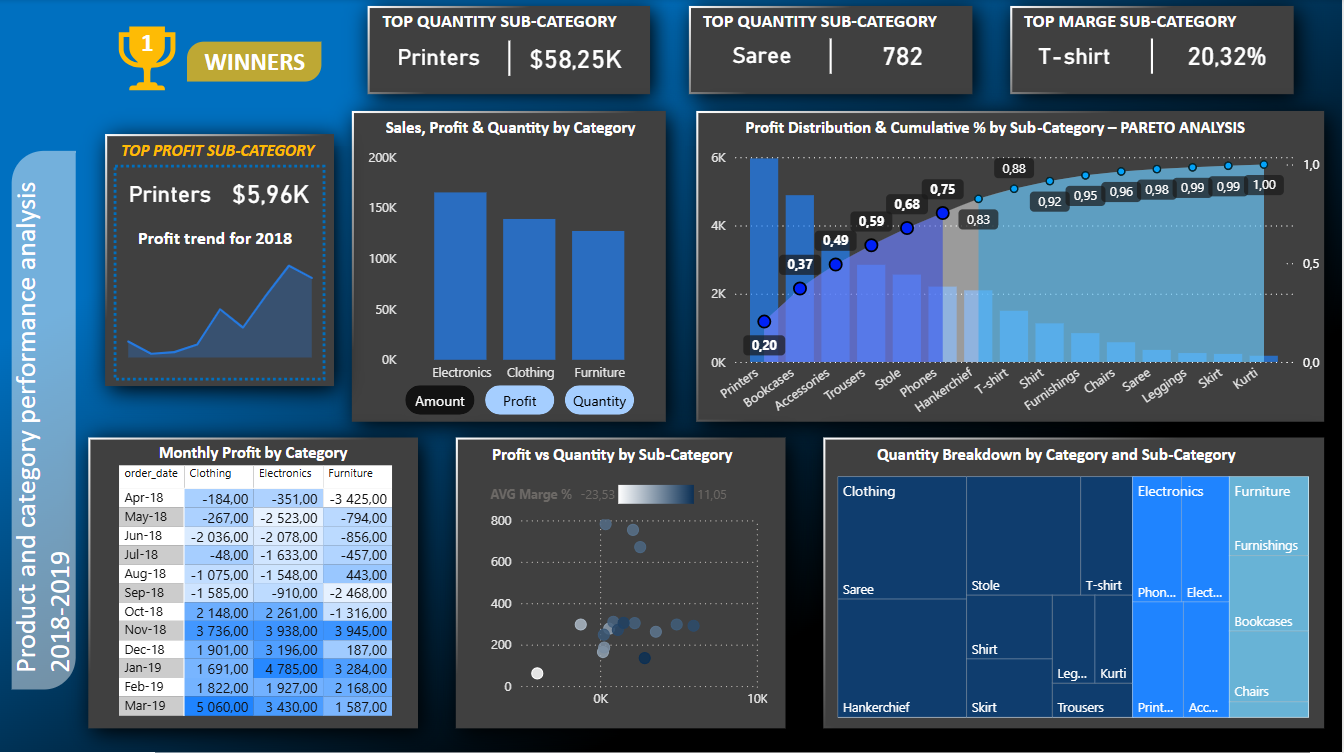 1
WINNERS
TOP QUANTITY SUB-CATEGORY
Printers
$58,25K
TOP QUANTITY SUB-CATEGORY
Saree
782
TOP MARGE SUB-CATEGORY
T-shirt
20,32%
Product and category performance analysis
2018-2019
TOP PROFIT SUB-CATEGORY
Printers $5,96K
Profit trend for 2018
Sales, Profit & Quantity by Category
200K
150K
100K
50K
0K
Electronics Clothing Furniture
Amount Profit Quantity
Profit Distribution & Cumulative % by Sub-Category – PARETO ANALYSIS
6K
4K
2K
0K
1,0
0,5
0,0
0,20
0,37
0,49
0,59
0,68
0,75
0,83
0,88
0,92
0,95
0,96
0,98
0,99
0,99
1,00
Printers
Bookcases
Accessories
Trousers
Stole
Phones
Hankerchief
T-shirt
Shirt
Furnishings
Chairs
Saree
Leggings
Skirt
Kurti
Monthly Profit by Category
order_date Clothing Electronics Furniture
Apr-18 -184,00 -351,00 -3 425,00
May-18 -267,00 -2 523,00 -794,00
Jun-18 -2 036,00 -2 078,00 -856,00
Jul-18 -48,00 -1 633,00 -457,00
Aug-18 -1 075,00 -1 548,00 443,00
Sep-18 -1 585,00 -910,00 -2 468,00
Oct-18 2 148,00 2 261,00 -1 316,00
Nov-18 3 736,00 3 938,00 3 945,00
Dec-18 1 901,00 3 196,00 187,00
Jan-19 1 691,00 4 785,00 3 284,00
Feb-19 1 822,00 1 927,00 2 168,00
Mar-19 5 060,00 3 430,00 1 587,00
Profit vs Quantity by Sub-Category
AVG Marge % -23,53 11,05
800
600
400
200
0
0K 10K
Quantity Breakdown by Category and Sub-Category
Clothing
Saree
Hankerchief
Stole
T-shirt
Shirt
Skirt
Leg...
Kurti
Trousers
Electronics
Phon...
Elect...
Print...
Acc...
Furniture
Furnishings
Bookcases
Chairs